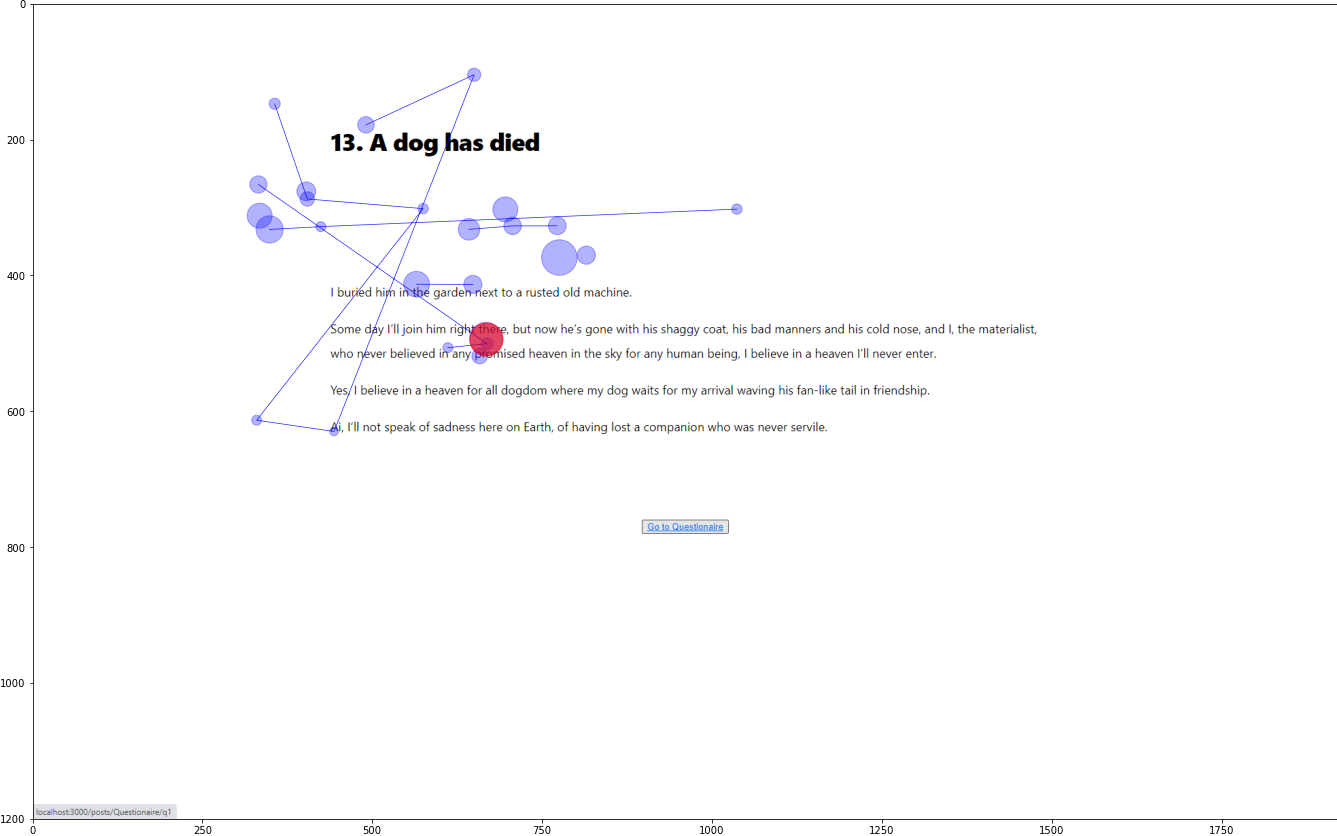 0
200
400
600
800
1000
1200
13. A dog has died
I buried him in the garden next to a rusted old machine.
Some day I'll join him right there, but now he's gone with his shaggy coat, his bad manners and his cold nose, and I, the materialist,
who never believed in any promised heaven in the sky for any human being, I believe in a heaven I'll never enter.
Yes, I believe in a heaven for all dogdom where my dog waits for my arrival waving his fan-like tail in friendship.
Ai, I'll not speak of sadness here on Earth, of having lost a companion who was never servile.
Go to Questionaire
localhost:3000/posts/Questionaire/q1
0 250 500 750 1000 1250 1500 1750